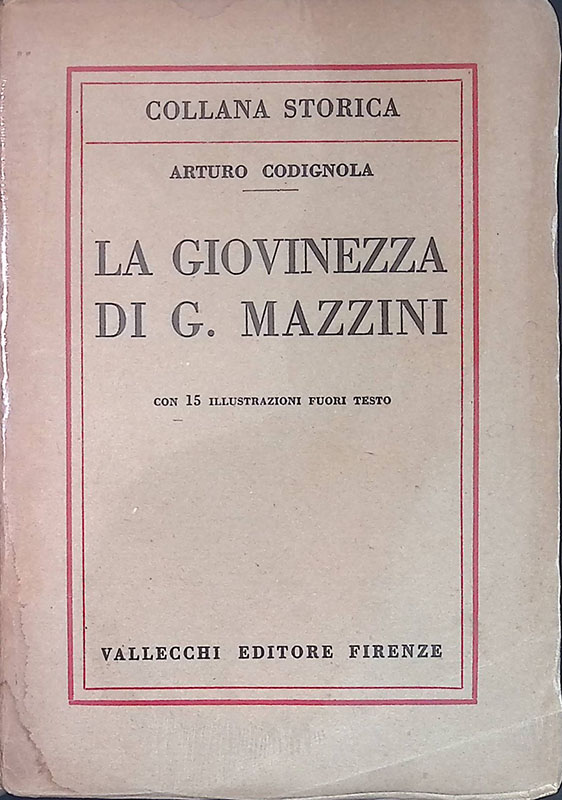 COLLANA STORICA
ARTURO CODIGNOLA
LA GIOVINEZZA
DI G. MAZZINI
CON 15 ILLUSTRAZIONI FUORI TESTO
VALLECCHI EDITORE FIRENZE